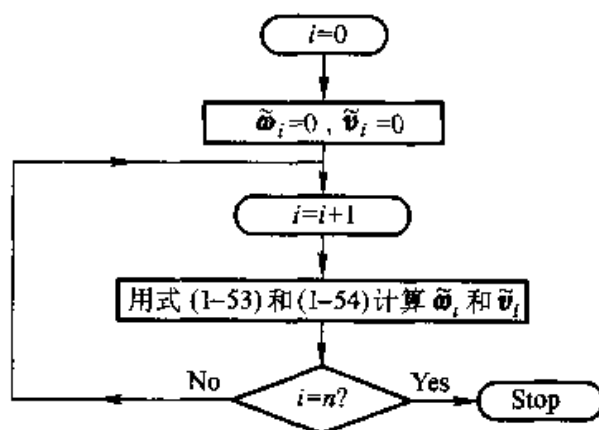 i=0
ω̃ᵢ=0 , ṽᵢ=0
i=i+1
用式 (1-53) 和 (1-54) 计算 ω̃ᵢ 和 ṽᵢ
No
i=n?
Yes
Stop